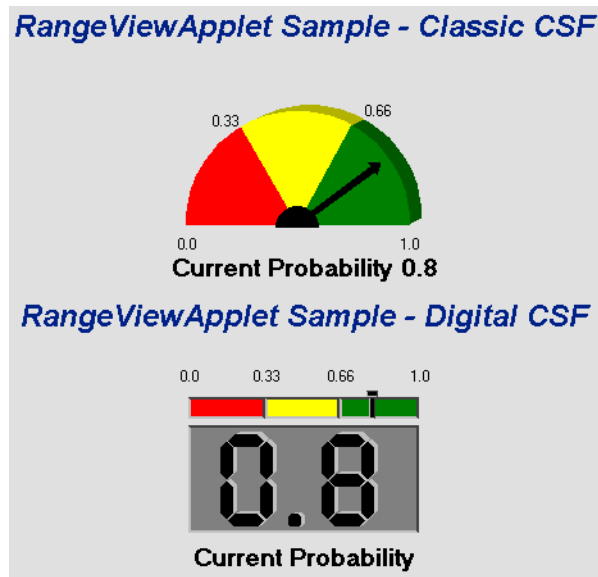 RangeViewApplet Sample - Classic CSF
0.33 0.66
0.0 1.0
Current Probability 0.8
RangeViewApplet Sample - Digital CSF
0.0 0.33 0.66 1.0
0.8
Current Probability